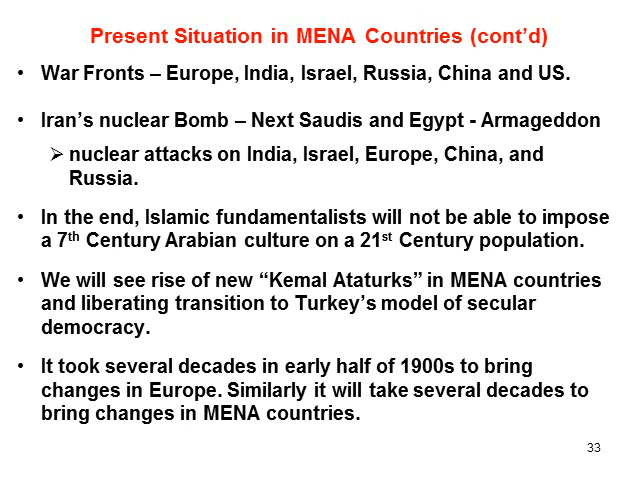 Present Situation in MENA Countries (cont’d)
• War Fronts – Europe, India, Israel, Russia, China and US.
• Iran’s nuclear Bomb – Next Saudis and Egypt - Armageddon
➢ nuclear attacks on India, Israel, Europe, China, and
Russia.
• In the end, Islamic fundamentalists will not be able to impose
a 7th Century Arabian culture on a 21st Century population.
• We will see rise of new “Kemal Ataturks” in MENA countries
and liberating transition to Turkey’s model of secular
democracy.
• It took several decades in early half of 1900s to bring
changes in Europe. Similarly it will take several decades to
bring changes in MENA countries.
33